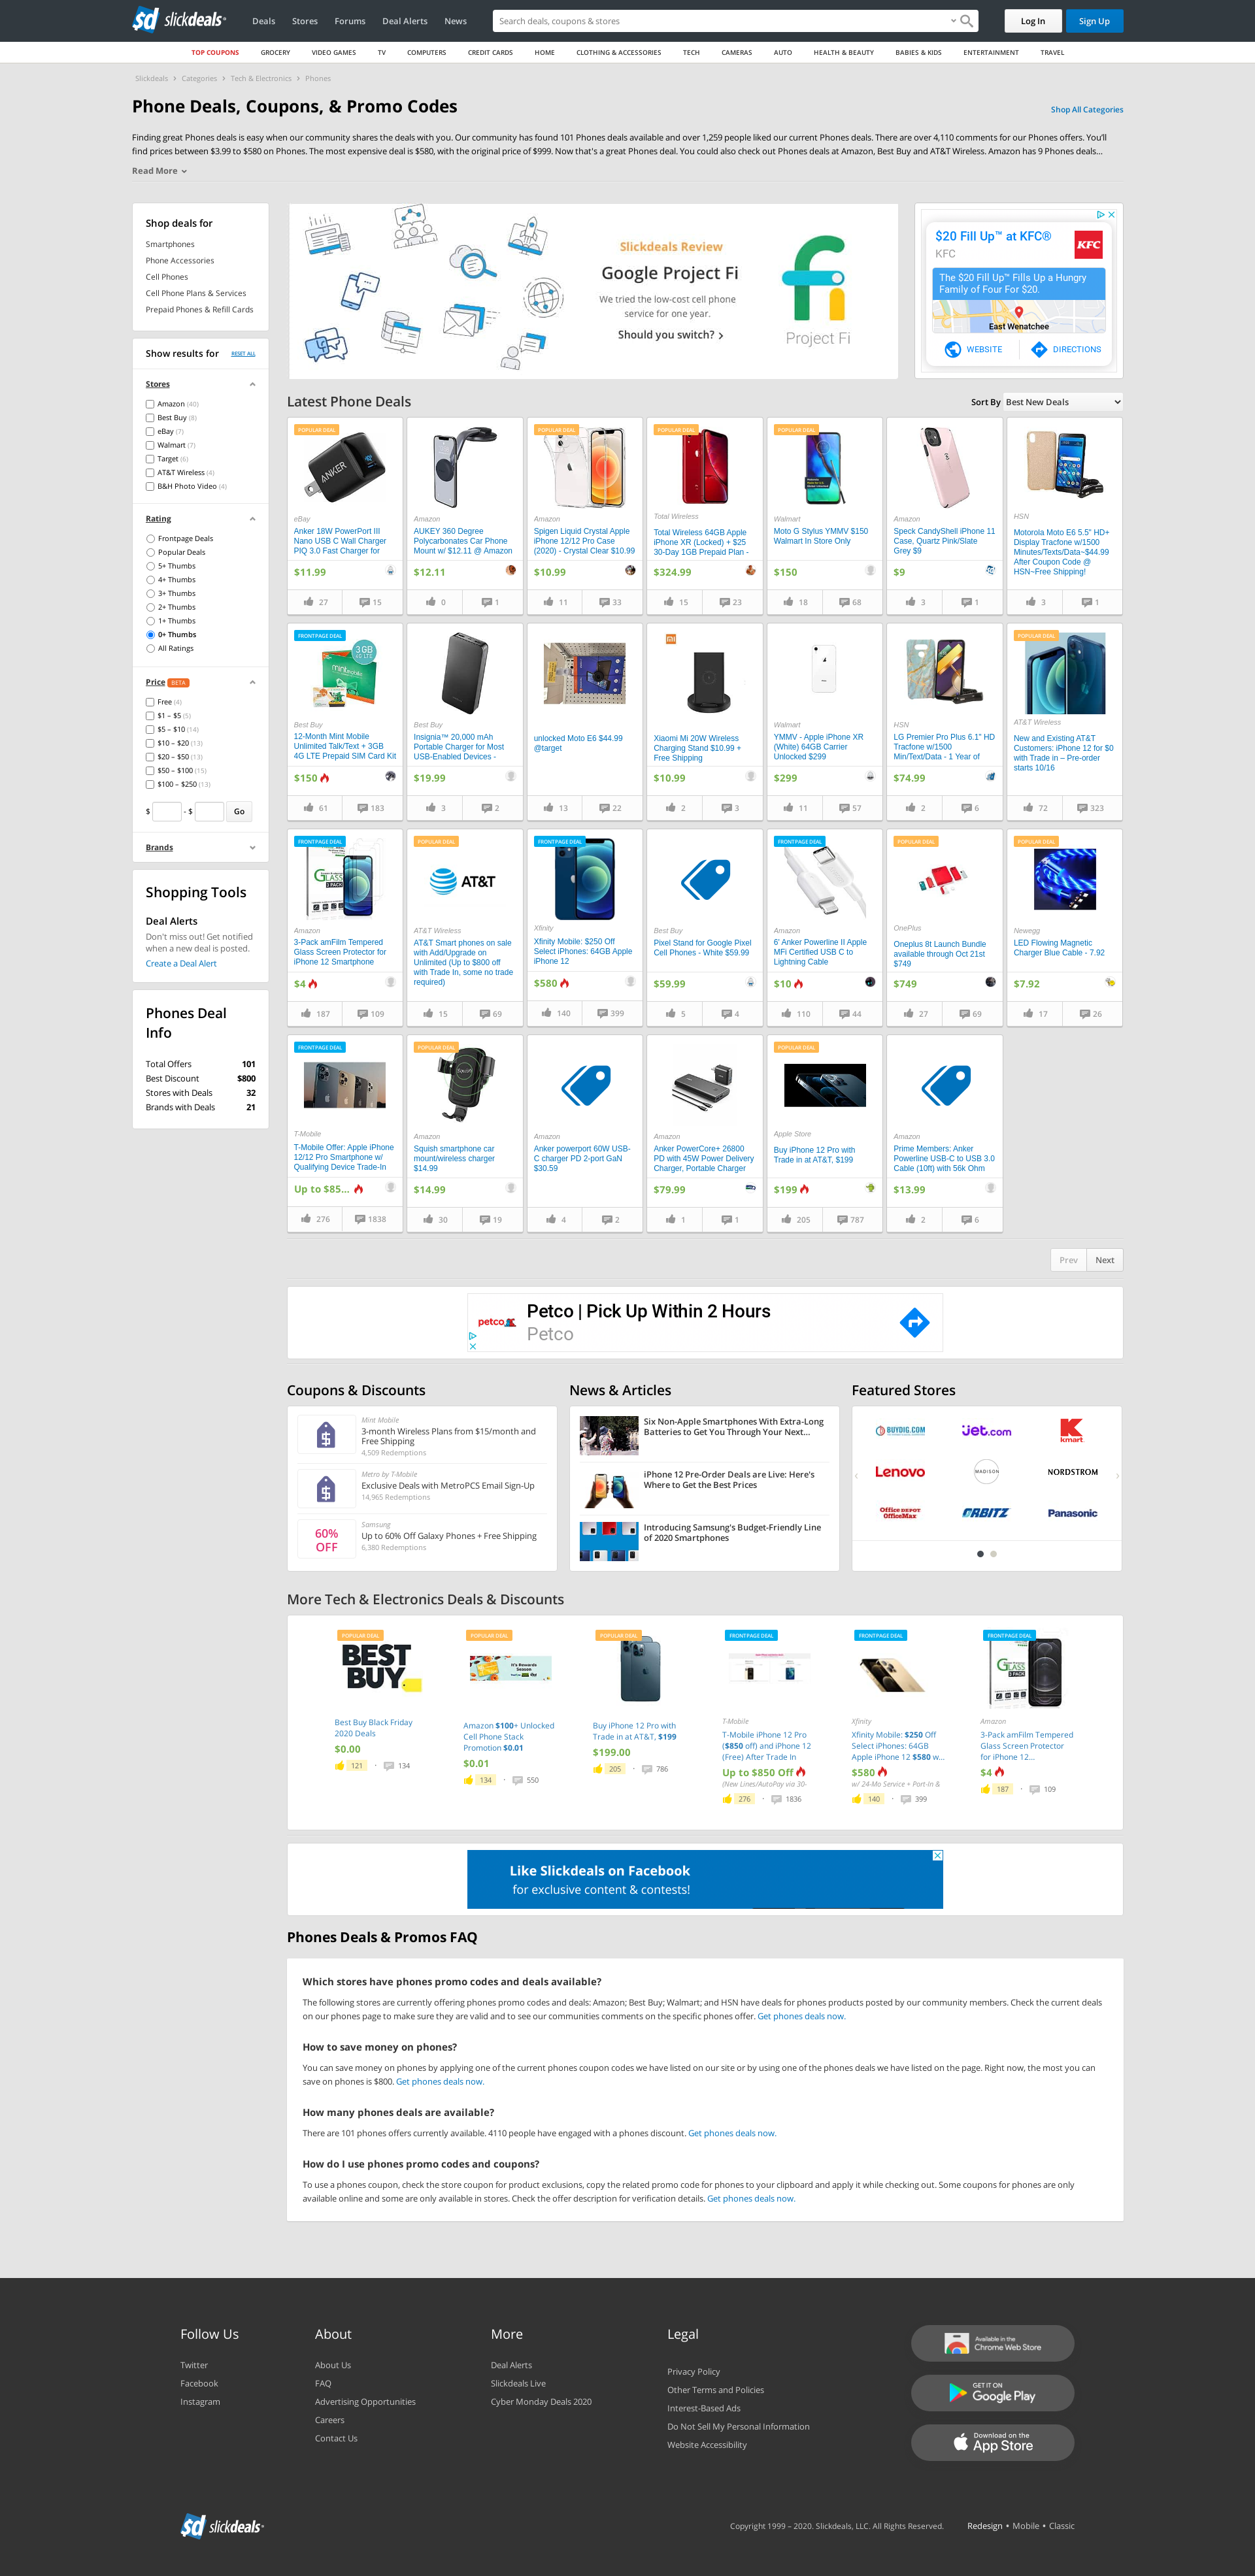 sd slickdeals
Deals Stores Forums Deal Alerts News
Search deals, coupons & stores
Log In
Sign Up
TOP COUPONS GROCERY VIDEO GAMES TV COMPUTERS CREDIT CARDS HOME CLOTHING & ACCESSORIES TECH CAMERAS AUTO HEALTH & BEAUTY BABIES & KIDS ENTERTAINMENT TRAVEL
Slickdeals > Categories > Tech & Electronics > Phones
Phone Deals, Coupons, & Promo Codes
Shop All Categories
Finding great Phones deals is easy when our community shares the deals with you. Our community has found 101 Phones deals available and over 1,259 people liked our current Phones deals. There are over 4,110 comments for our Phones offers. You'll
find prices between $3.99 to $580 on Phones. The most expensive deal is $580, with the original price of $999. Now that's a great Phones deal. You could also check out Phones deals at Amazon, Best Buy and AT&T Wireless. Amazon has 9 Phones deals...
Read More
Shop deals for
Smartphones
Phone Accessories
Cell Phones
Cell Phone Plans & Services
Prepaid Phones & Refill Cards
Show results for RESET ALL
Stores
Amazon (40)
Best Buy (8)
eBay (7)
Walmart (7)
Target (6)
AT&T Wireless (4)
B&H Photo Video (4)
Rating
Frontpage Deals
Popular Deals
5+ Thumbs
4+ Thumbs
3+ Thumbs
2+ Thumbs
1+ Thumbs
0+ Thumbs
All Ratings
Price BETA
Free (4)
$1 – $5 (5)
$5 – $10 (14)
$10 – $20 (13)
$20 – $50 (13)
$50 – $100 (15)
$100 – $250 (13)
$ - $ Go
Brands
Shopping Tools
Deal Alerts
Don't miss out! Get notified
when a new deal is posted.
Create a Deal Alert
Phones Deal
Info
Total Offers 101
Best Discount $800
Stores with Deals 32
Brands with Deals 21
Slickdeals Review
Google Project Fi
We tried the low-cost cell phone
service for one year.
Should you switch? >
Project Fi
$20 Fill Up™ at KFC®
KFC
KFC
The $20 Fill Up™ Fills Up a Hungry
Family of Four For $20.
East Wenatchee
WEBSITE DIRECTIONS
Latest Phone Deals
Sort By Best New Deals
POPULAR DEAL
ANKER
eBay
Anker 18W PowerPort III
Nano USB C Wall Charger
PIQ 3.0 Fast Charger for
$11.99
27 15
Amazon
AUKEY 360 Degree
Polycarbonates Car Phone
Mount w/ $12.11 @ Amazon
$12.11
0 1
POPULAR DEAL
Amazon
Spigen Liquid Crystal Apple
iPhone 12/12 Pro Case
(2020) - Crystal Clear $10.99
$10.99
11 33
POPULAR DEAL
Total Wireless
Total Wireless 64GB Apple
iPhone XR (Locked) + $25
30-Day 1GB Prepaid Plan -
$324.99
15 23
POPULAR DEAL
Walmart
Moto G Stylus YMMV $150
Walmart In Store Only
$150
18 68
Amazon
Speck CandyShell iPhone 11
Case, Quartz Pink/Slate
Grey $9
$9
3 1
HSN
Motorola Moto E6 5.5" HD+
Display Tracfone w/1500
Minutes/Texts/Data~$44.99
After Coupon Code @
HSN~Free Shipping!
3 1
FRONTPAGE DEAL
3GB
4G LTE
mint mobile
Best Buy
12-Month Mint Mobile
Unlimited Talk/Text + 3GB
4G LTE Prepaid SIM Card Kit
$150
61 183
Best Buy
Insignia™ 20,000 mAh
Portable Charger for Most
USB-Enabled Devices -
$19.99
3 2
unlocked Moto E6 $44.99
@target
13 22
Xiaomi Mi 20W Wireless
Charging Stand $10.99 +
Free Shipping
$10.99
2 3
Walmart
YMMV - Apple iPhone XR
(White) 64GB Carrier
Unlocked $299
$299
11 57
HSN
LG Premier Pro Plus 6.1" HD
Tracfone w/1500
Min/Text/Data - 1 Year of
$74.99
2 6
POPULAR DEAL
AT&T Wireless
New and Existing AT&T
Customers: iPhone 12 for $0
with Trade in – Pre-order
starts 10/16
72 323
FRONTPAGE DEAL
GLASS
3 PACK
Amazon
3-Pack amFilm Tempered
Glass Screen Protector for
iPhone 12 Smartphone
$4
187 109
POPULAR DEAL
AT&T
AT&T Wireless
AT&T Smart phones on sale
with Add/Upgrade on
Unlimited (Up to $800 off
with Trade In, some no trade
required)
15 69
FRONTPAGE DEAL
Xfinity
Xfinity Mobile: $250 Off
Select iPhones: 64GB Apple
iPhone 12
$580
140 399
Best Buy
Pixel Stand for Google Pixel
Cell Phones - White $59.99
$59.99
5 4
FRONTPAGE DEAL
Amazon
6' Anker Powerline II Apple
MFi Certified USB C to
Lightning Cable
$10
110 44
POPULAR DEAL
OnePlus
Oneplus 8t Launch Bundle
available through Oct 21st
$749
$749
27 69
POPULAR DEAL
Newegg
LED Flowing Magnetic
Charger Blue Cable - 7.92
$7.92
17 26
FRONTPAGE DEAL
T-Mobile
T-Mobile Offer: Apple iPhone
12/12 Pro Smartphone w/
Qualifying Device Trade-In
Up to $85...
276 1838
POPULAR DEAL
Amazon
Squish smartphone car
mount/wireless charger
$14.99
$14.99
30 19
Amazon
Anker powerport 60W USB-
C charger PD 2-port GaN
$30.59
4 2
Amazon
Anker PowerCore+ 26800
PD with 45W Power Delivery
Charger, Portable Charger
$79.99
1 1
POPULAR DEAL
Apple Store
Buy iPhone 12 Pro with
Trade in at AT&T, $199
$199
205 787
Amazon
Prime Members: Anker
Powerline USB-C to USB 3.0
Cable (10ft) with 56k Ohm
$13.99
2 6
Prev Next
petco
Petco | Pick Up Within 2 Hours
Petco
Coupons & Discounts
Mint Mobile
3-month Wireless Plans from $15/month and
Free Shipping
4,509 Redemptions
Metro by T-Mobile
Exclusive Deals with MetroPCS Email Sign-Up
14,965 Redemptions
60%
OFF
Samsung
Up to 60% Off Galaxy Phones + Free Shipping
6,380 Redemptions
News & Articles
Six Non-Apple Smartphones With Extra-Long
Batteries to Get You Through Your Next...
iPhone 12 Pre-Order Deals are Live: Here's
Where to Get the Best Prices
Introducing Samsung's Budget-Friendly Line
of 2020 Smartphones
Featured Stores
BUYDIG.COM jet.com kmart
Lenovo MADISON NORDSTROM
Office DEPOT
OfficeMax ORBITZ Panasonic
More Tech & Electronics Deals & Discounts
POPULAR DEAL
BEST
BUY
Best Buy Black Friday
2020 Deals
$0.00
121 · 134
POPULAR DEAL
It's Rewards
Season
Amazon $100+ Unlocked
Cell Phone Stack
Promotion $0.01
$0.01
134 · 550
POPULAR DEAL
Buy iPhone 12 Pro with
Trade in at AT&T, $199
$199.00
205 · 786
FRONTPAGE DEAL
T-Mobile
T-Mobile iPhone 12 Pro
($850 off) and iPhone 12
(Free) After Trade In
Up to $850 Off
(New Lines/AutoPay via 30-
276 · 1836
FRONTPAGE DEAL
Xfinity
Xfinity Mobile: $250 Off
Select iPhones: 64GB
Apple iPhone 12 $580 w...
$580
w/ 24-Mo Service + Port-In &
140 · 399
FRONTPAGE DEAL
GLASS
3 PACK
Amazon
3-Pack amFilm Tempered
Glass Screen Protector
for iPhone 12...
$4
187 · 109
Like Slickdeals on Facebook
for exclusive content & contests!
Phones Deals & Promos FAQ
Which stores have phones promo codes and deals available?
The following stores are currently offering phones promo codes and deals: Amazon; Best Buy; Walmart; and HSN have deals for phones products posted by our community members. Check the current deals
on our phones page to make sure they are valid and to see our communities comments on the specific phones offer. Get phones deals now.
How to save money on phones?
You can save money on phones by applying one of the current phones coupon codes we have listed on our site or by using one of the phones deals we have listed on the page. Right now, the most you can
save on phones is $800. Get phones deals now.
How many phones deals are available?
There are 101 phones offers currently available. 4110 people have engaged with a phones discount. Get phones deals now.
How do I use phones promo codes and coupons?
To use a phones coupon, check the store coupon for product exclusions, copy the related promo code for phones to your clipboard and apply it while checking out. Some coupons for phones are only
available online and some are only available in stores. Check the offer description for verification details. Get phones deals now.
Follow Us
Twitter
Facebook
Instagram
About
About Us
FAQ
Advertising Opportunities
Careers
Contact Us
More
Deal Alerts
Slickdeals Live
Cyber Monday Deals 2020
Legal
Privacy Policy
Other Terms and Policies
Interest-Based Ads
Do Not Sell My Personal Information
Website Accessibility
Available in the
Chrome Web Store
GET IT ON
Google Play
Download on the
App Store
sd slickdeals
Copyright 1999 – 2020. Slickdeals, LLC. All Rights Reserved. Redesign • Mobile • Classic